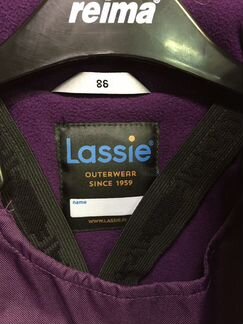 reima
86
Lassie®
OUTERWEAR
SINCE 1959
name
WWW.LASSIE.FI